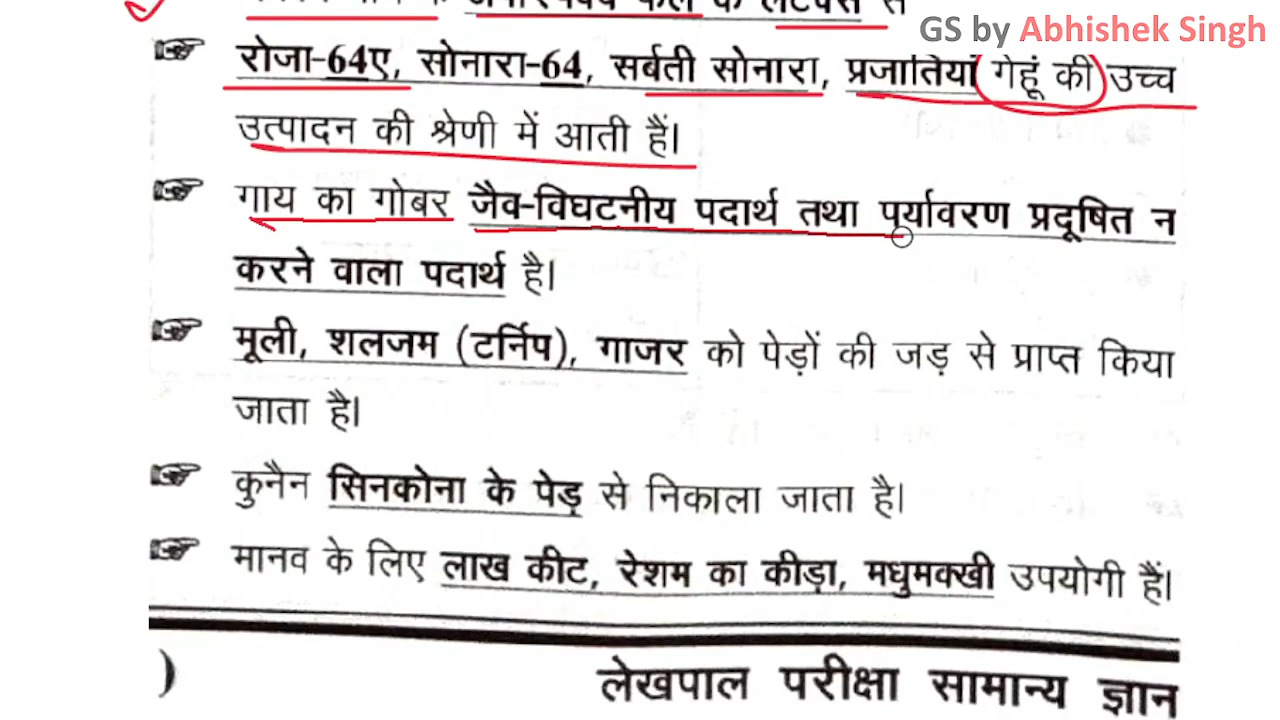 के लेटेक्स से
GS by Abhishek Singh
रोजा-64ए, सोनारा-64, सर्बती सोनारा, प्रजातियां गेहूं की उच्च
उत्पादन की श्रेणी में आती हैं।
गाय का गोबर जैव-विघटनीय पदार्थ तथा पर्यावरण प्रदूषित न
करने वाला पदार्थ है।
मूली, शलजम (टर्निप), गाजर को पेड़ों की जड़ से प्राप्त किया
जाता है।
कुनैन सिनकोना के पेड़ से निकाला जाता है।
मानव के लिए लाख कीट, रेशम का कीड़ा, मधुमक्खी उपयोगी हैं।
) लेखपाल परीक्षा सामान्य ज्ञान